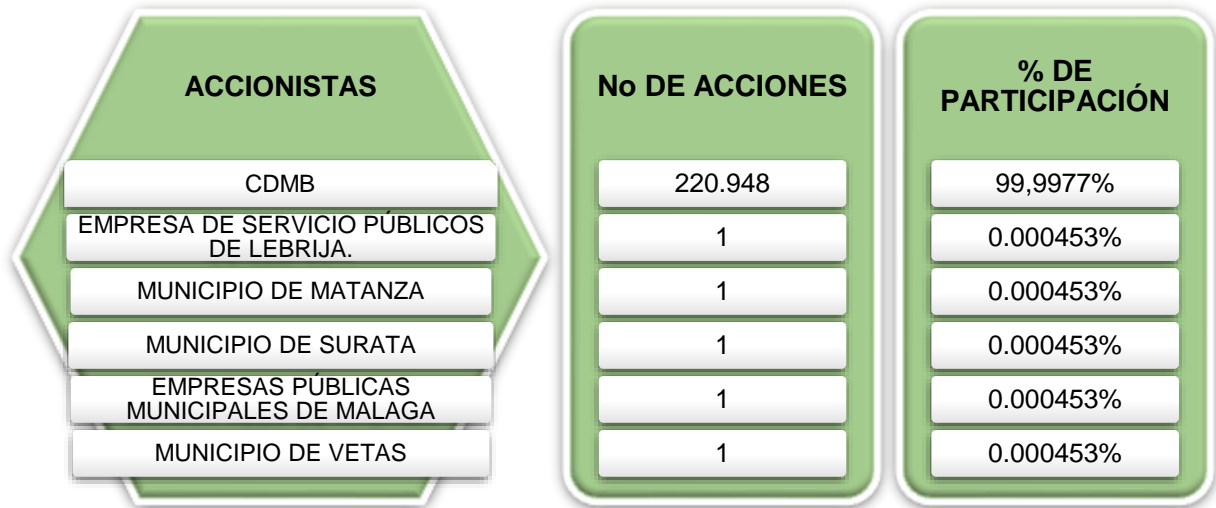 ACCIONISTAS
No DE ACCIONES
% DE
PARTICIPACIÓN
CDMB
220.948
99,9977%
EMPRESA DE SERVICIO PÚBLICOS
DE LEBRIJA.
1
0.000453%
MUNICIPIO DE MATANZA
1
0.000453%
MUNICIPIO DE SURATA
1
0.000453%
EMPRESAS PÚBLICAS
MUNICIPALES DE MALAGA
1
0.000453%
MUNICIPIO DE VETAS
1
0.000453%